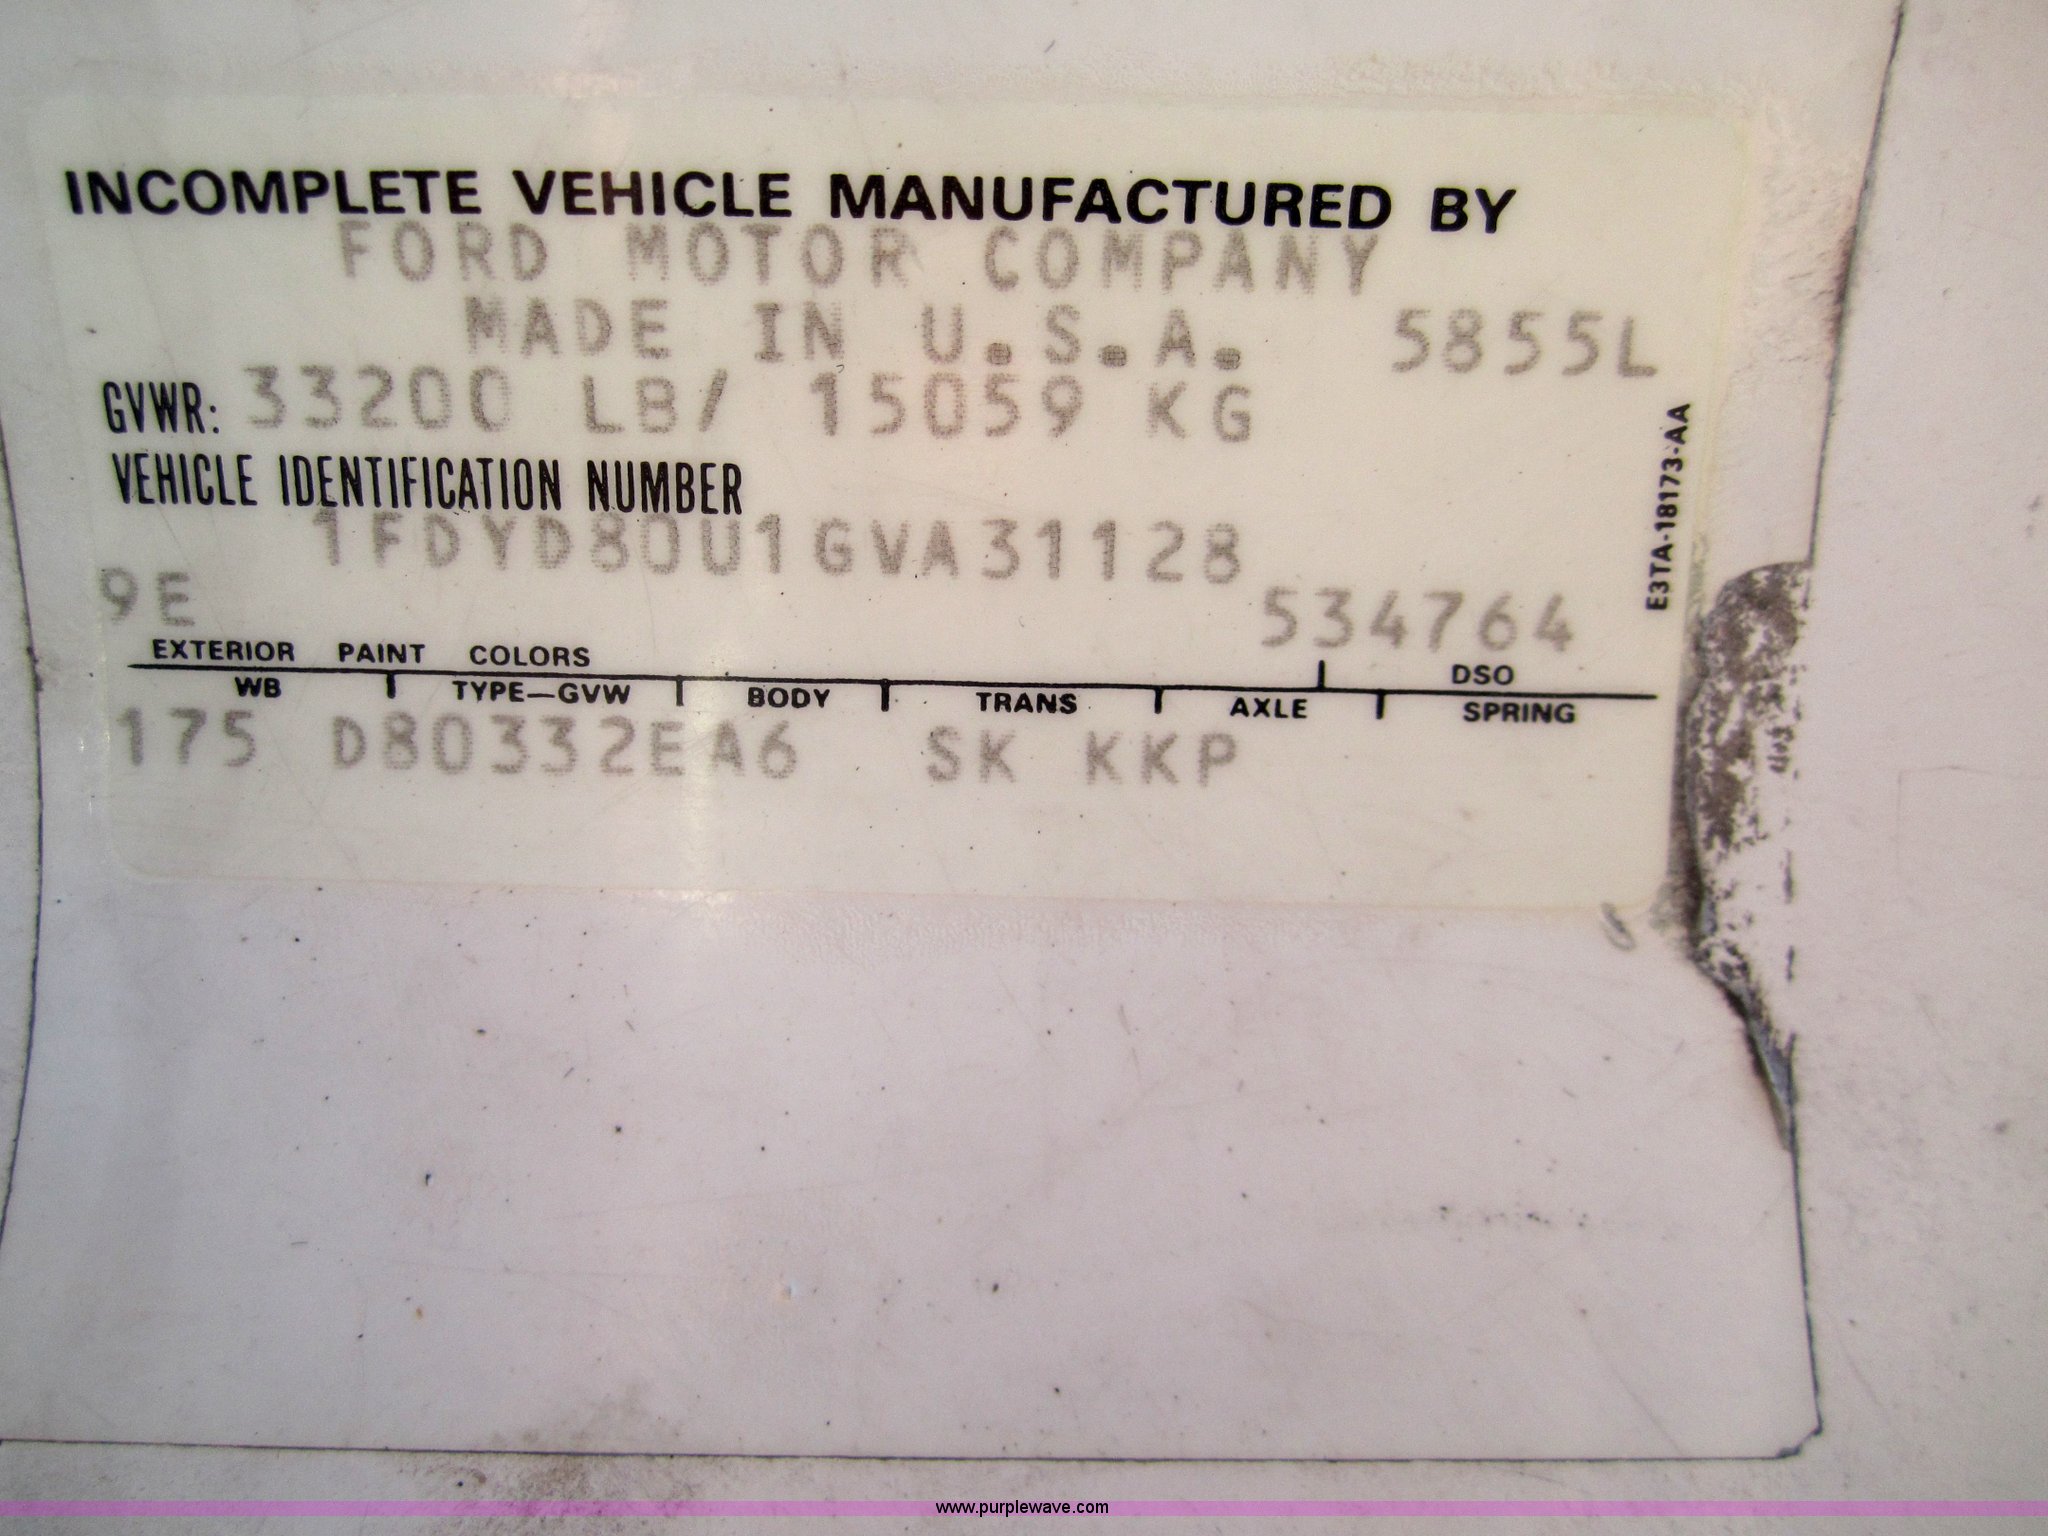 INCOMPLETE VEHICLE MANUFACTURED BY
FORD MOTOR COMPANY
MADE IN U.S.A. 5855L
GVWR: 33200 LB/ 15059 KG
VEHICLE IDENTIFICATION NUMBER
1FDYD80U1GVA31128
E3TA-18173-AA
9E 534764
EXTERIOR PAINT COLORS DSO
WB TYPE—GVW BODY TRANS AXLE SPRING
175 D80332EA6 SK KKP
www.purplewave.com